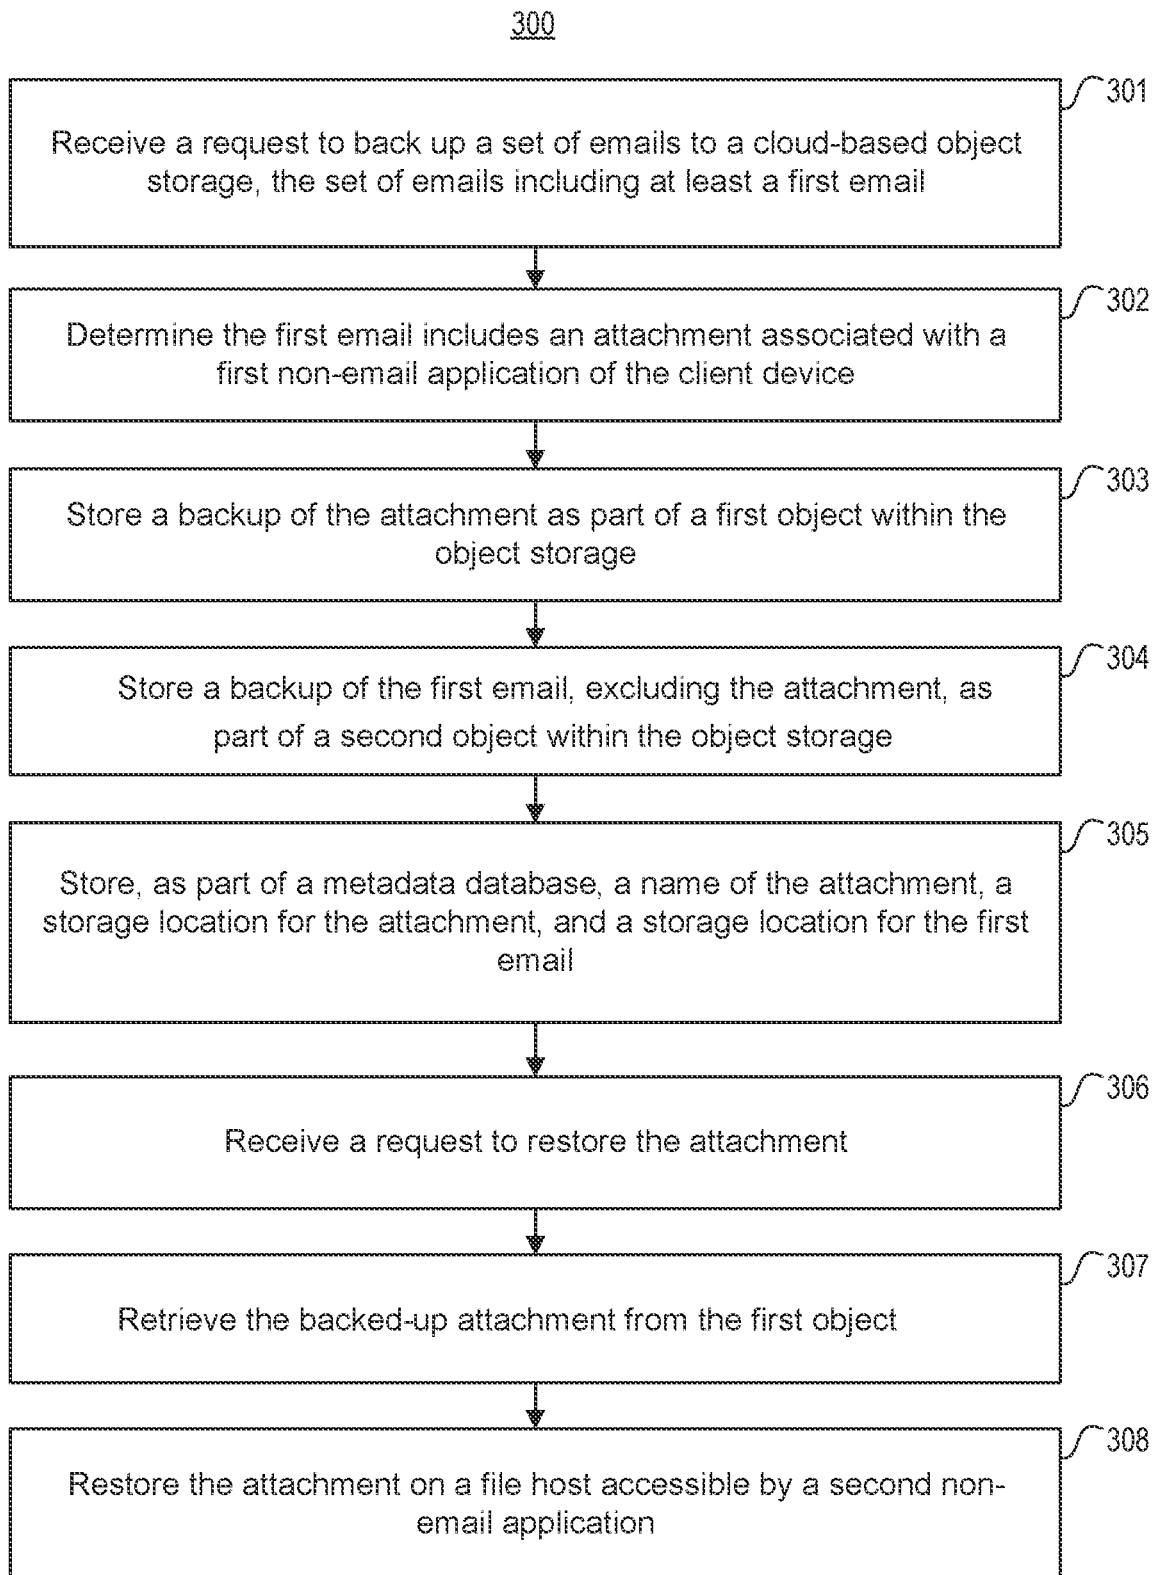 300
301
Receive a request to back up a set of emails to a cloud-based object
storage, the set of emails including at least a first email
302
Determine the first email includes an attachment associated with a
first non-email application of the client device
303
Store a backup of the attachment as part of a first object within the
object storage
304
Store a backup of the first email, excluding the attachment, as
part of a second object within the object storage
305
Store, as part of a metadata database, a name of the attachment, a
storage location for the attachment, and a storage location for the first
email
306
Receive a request to restore the attachment
307
Retrieve the backed-up attachment from the first object
308
Restore the attachment on a file host accessible by a second non-
email application